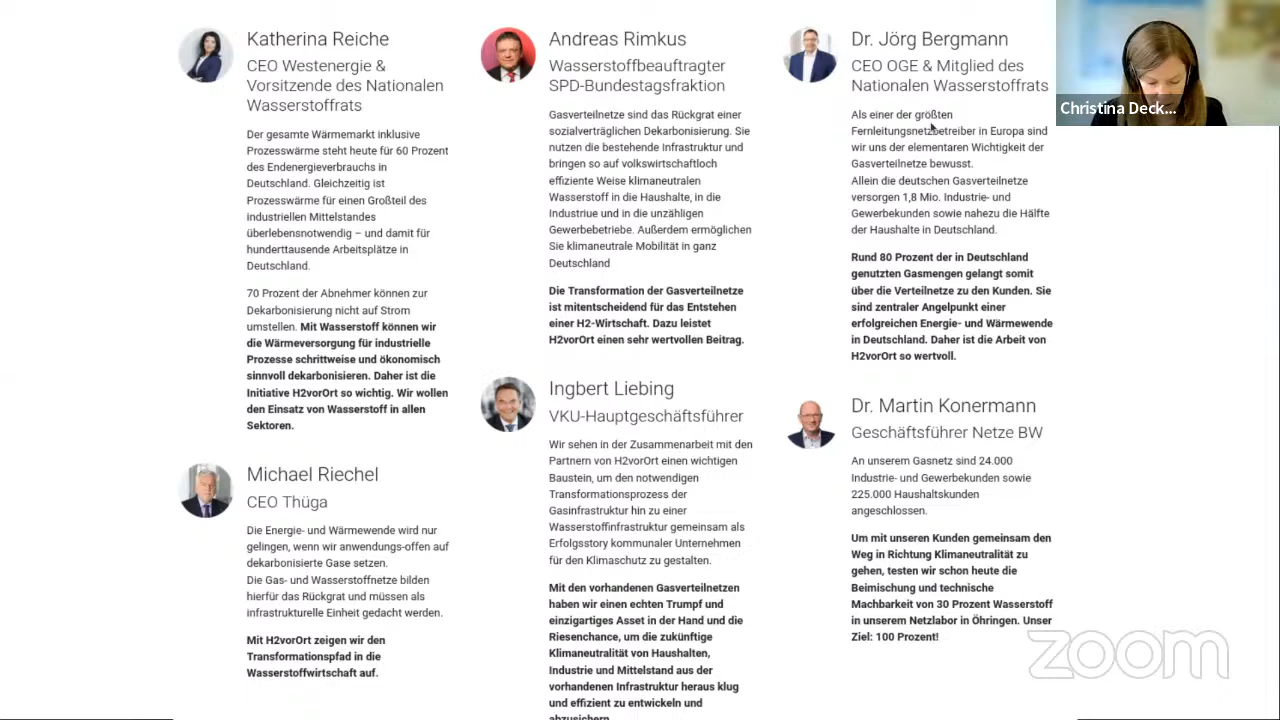 Katherina Reiche
CEO Westenergie &
Vorsitzende des Nationalen
Wasserstoffrats
Der gesamte Wärmemarkt inklusive
Prozesswärme steht heute für 60 Prozent
des Endenergieverbrauchs in
Deutschland. Gleichzeitig ist
Prozesswärme für einen Großteil des
industriellen Mittelstandes
überlebensnotwendig – und damit für
hunderttausende Arbeitsplätze in
Deutschland.
70 Prozent der Abnehmer können zur
Dekarbonisierung nicht auf Strom
umstellen. Mit Wasserstoff können wir
die Wärmeversorgung für industrielle
Prozesse schrittweise und ökonomisch
sinnvoll dekarbonisieren. Daher ist die
Initiative H2vorOrt so wichtig. Wir wollen
den Einsatz von Wasserstoff in allen
Sektoren.
Michael Riechel
CEO Thüga
Die Energie- und Wärmewende wird nur
gelingen, wenn wir anwendungs-offen auf
dekarbonisierte Gase setzen.
Die Gas- und Wasserstoffnetze bilden
hierfür das Rückgrat und müssen als
infrastrukturelle Einheit gedacht werden.
Mit H2vorOrt zeigen wir den
Transformationspfad in die
Wasserstoffwirtschaft auf.
Andreas Rimkus
Wasserstoffbeauftragter
SPD-Bundestagsfraktion
Gasverteilnetze sind das Rückgrat einer
sozialverträglichen Dekarbonisierung. Sie
nutzen die bestehende Infrastruktur und
bringen so auf volkswirtschaftloch
effiziente Weise klimaneutralen
Wasserstoff in die Haushalte, in die
Industriue und in die unzähligen
Gewerbebetriebe. Außerdem ermöglichen
Sie klimaneutrale Mobilität in ganz
Deutschland
Die Transformation der Gasverteilnetze
ist mitentscheidend für das Entstehen
einer H2-Wirtschaft. Dazu leistet
H2vorOrt einen sehr wertvollen Beitrag.
Ingbert Liebing
VKU-Hauptgeschäftsführer
Wir sehen in der Zusammenarbeit mit den
Partnern von H2vorOrt einen wichtigen
Baustein, um den notwendigen
Transformationsprozess der
Gasinfrastruktur hin zu einer
Wasserstoffinfrastruktur gemeinsam als
Erfolgsstory kommunaler Unternehmen
für den Klimaschutz zu gestalten.
Mit den vorhandenen Gasverteilnetzen
haben wir einen echten Trumpf und
einzigartiges Asset in der Hand und die
Riesenchance, um die zukünftige
Klimaneutralität von Haushalten,
Industrie und Mittelstand aus der
vorhandenen Infrastruktur heraus klug
und effizient zu entwickeln und
abzusichern
Dr. Jörg Bergmann
CEO OGE & Mitglied des
Nationalen Wasserstoffrats
Als einer der größten
Fernleitungsnetzbetreiber in Europa sind
wir uns der elementaren Wichtigkeit der
Gasverteilnetze bewusst.
Allein die deutschen Gasverteilnetze
versorgen 1,8 Mio. Industrie- und
Gewerbekunden sowie nahezu die Hälfte
der Haushalte in Deutschland.
Rund 80 Prozent der in Deutschland
genutzten Gasmengen gelangt somit
über die Verteilnetze zu den Kunden. Sie
sind zentraler Angelpunkt einer
erfolgreichen Energie- und Wärmewende
in Deutschland. Daher ist die Arbeit von
H2vorOrt so wertvoll.
Dr. Martin Konermann
Geschäftsführer Netze BW
An unserem Gasnetz sind 24.000
Industrie- und Gewerbekunden sowie
225.000 Haushaltskunden
angeschlossen.
Um mit unseren Kunden gemeinsam den
Weg in Richtung Klimaneutralität zu
gehen, testen wir schon heute die
Beimischung und technische
Machbarkeit von 30 Prozent Wasserstoff
in unserem Netzlabor in Öhringen. Unser
Ziel: 100 Prozent!
Christina Deck...
zoom